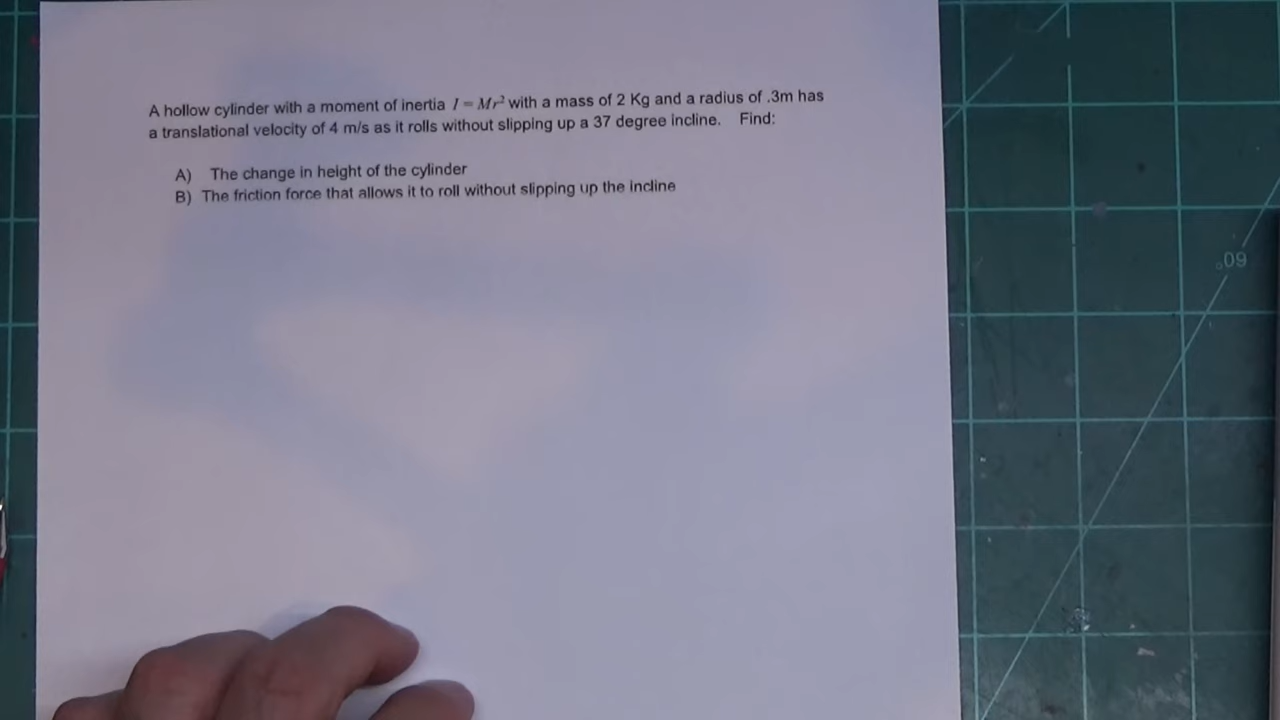 A hollow cylinder with a moment of inertia I = Mr² with a mass of 2 Kg and a radius of .3m has
a translational velocity of 4 m/s as it rolls without slipping up a 37 degree incline. Find:
A) The change in height of the cylinder
B) The friction force that allows it to roll without slipping up the incline
60°